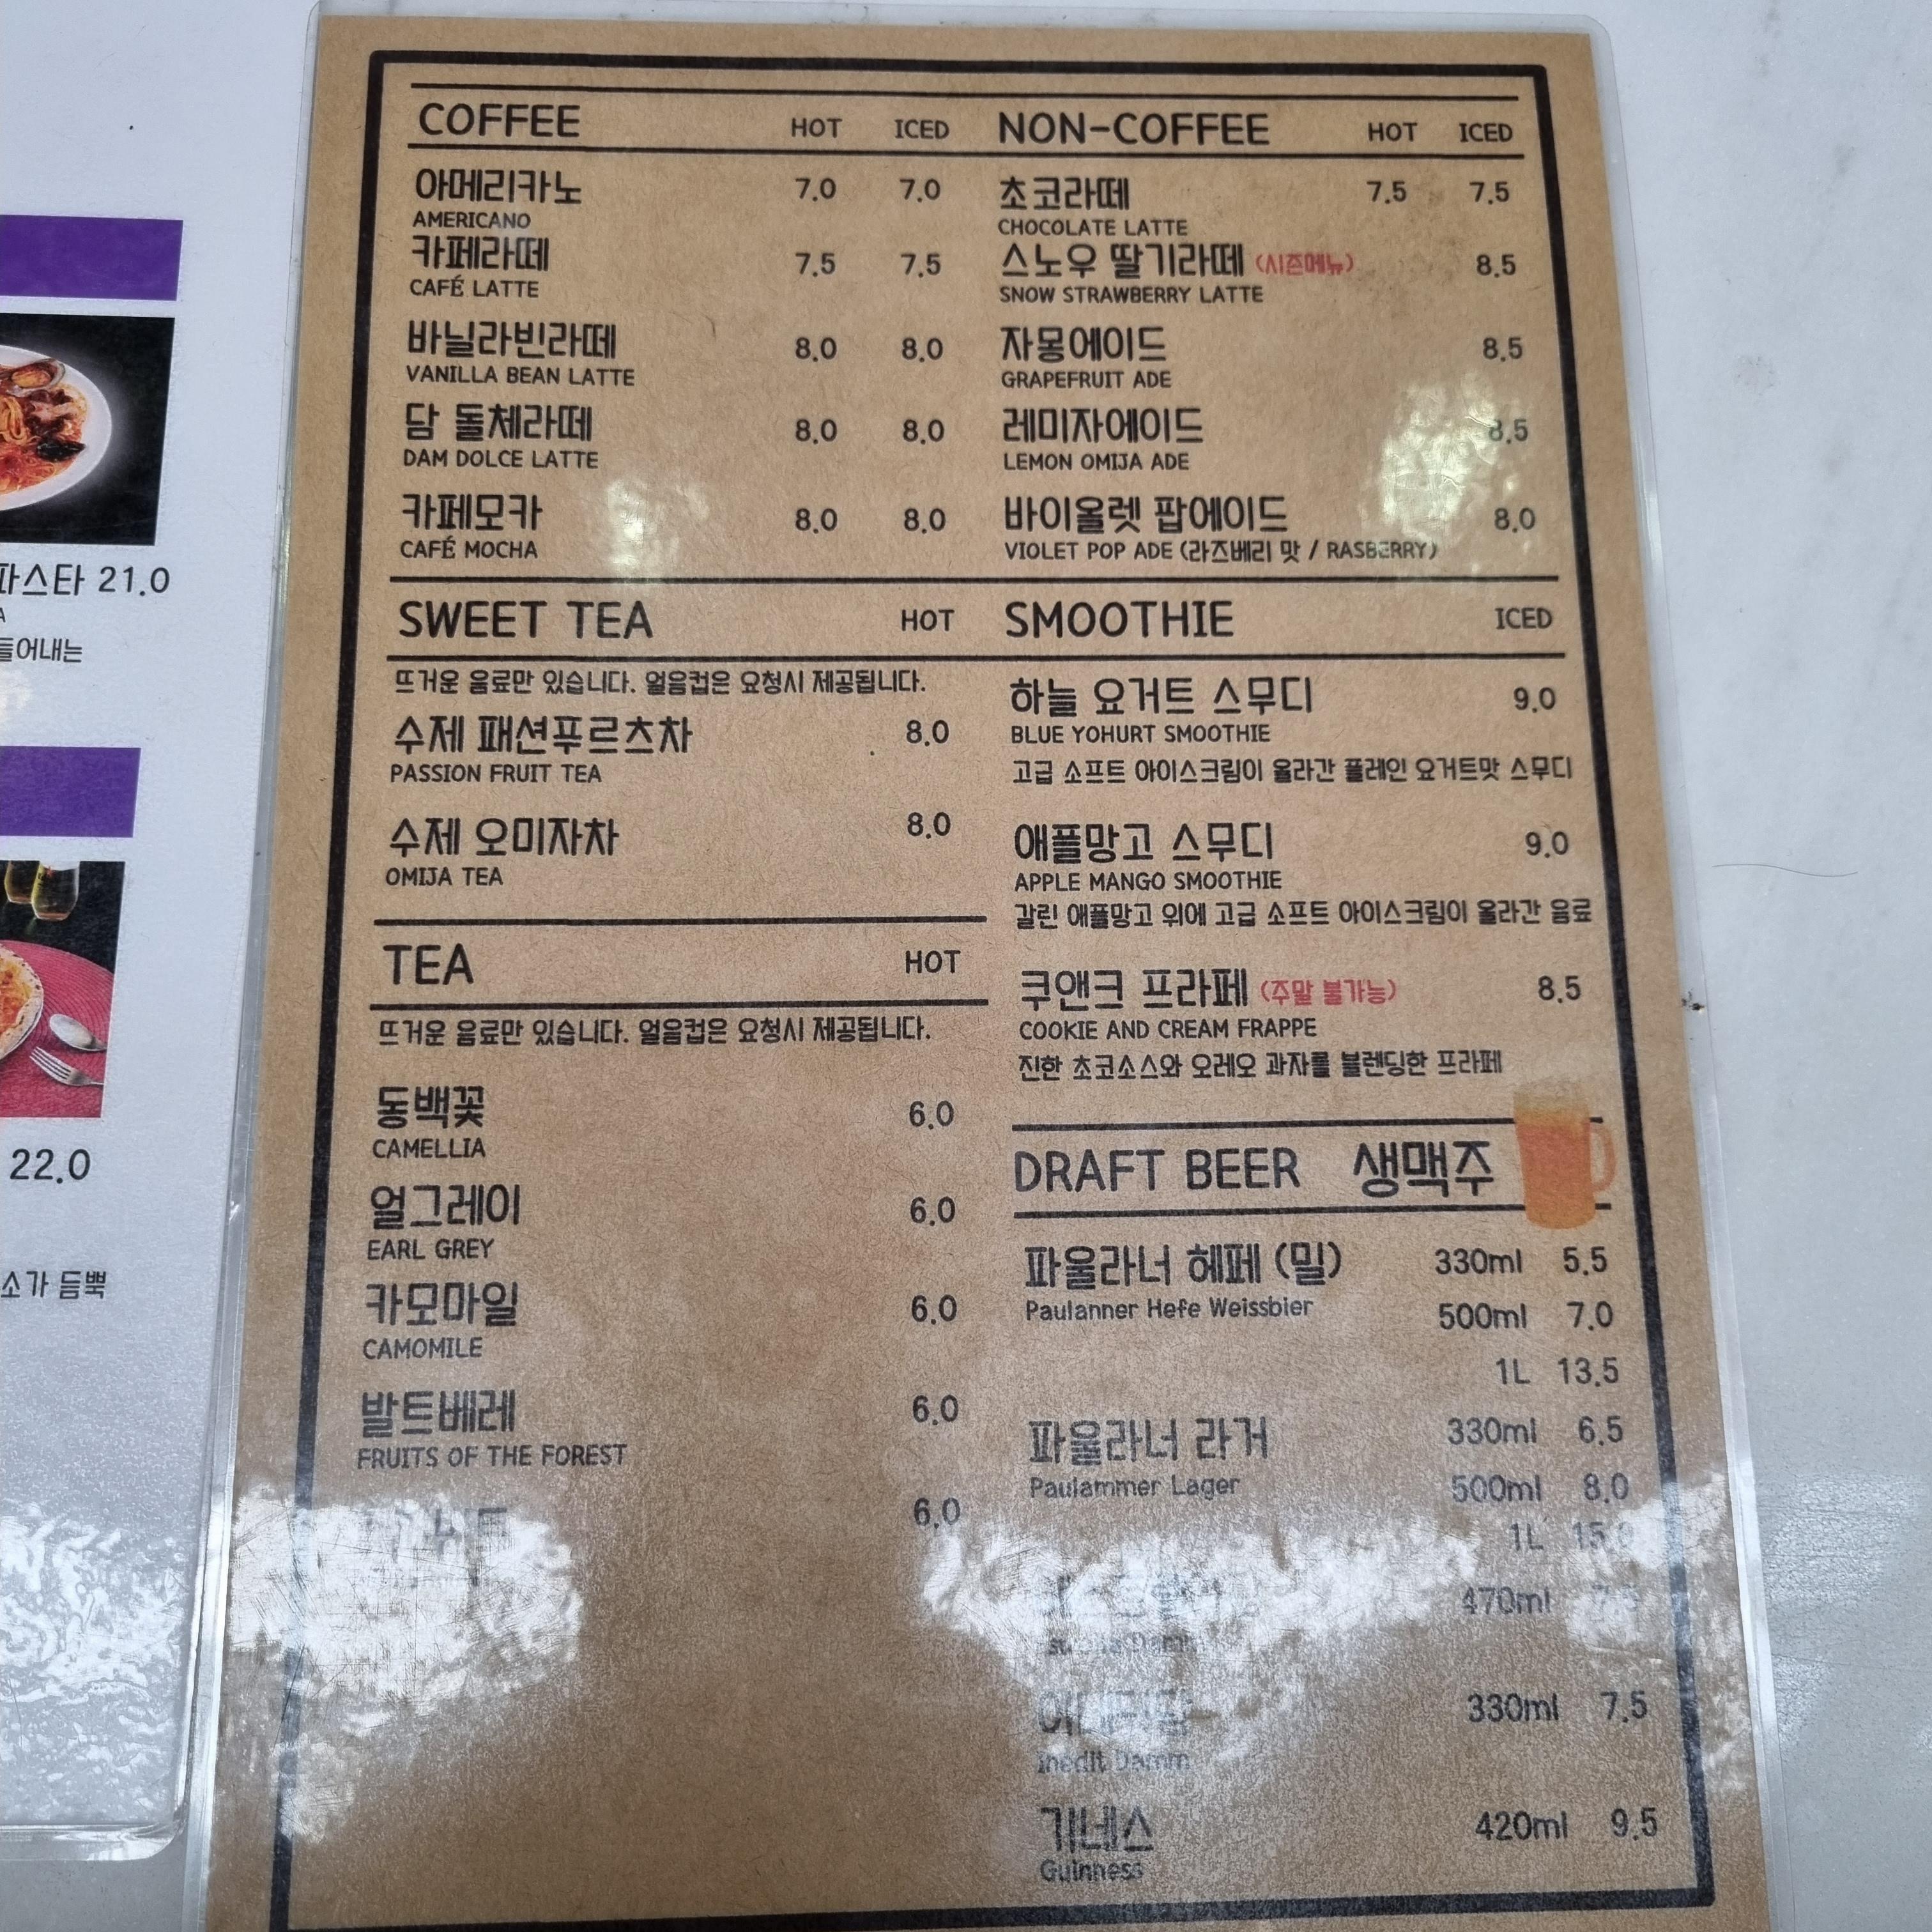 COFFEE HOT ICED
아메리카노 7.0 7.0
AMERICANO
카페라떼 7.5 7.5
CAFÉ LATTE
바닐라빈라떼 8.0 8.0
VANILLA BEAN LATTE
담 돌체라떼 8.0 8.0
DAM DOLCE LATTE
카페모카 8.0 8.0
CAFÉ MOCHA
SWEET TEA HOT
뜨거운 음료만 있습니다. 얼음컵은 요청시 제공됩니다.
수제 패션푸르츠차 8.0
PASSION FRUIT TEA
수제 오미자차 8.0
OMIJA TEA
TEA HOT
뜨거운 음료만 있습니다. 얼음컵은 요청시 제공됩니다.
동백꽃 6.0
CAMELLIA
얼그레이 6.0
EARL GREY
카모마일 6.0
CAMOMILE
발트베레 6.0
FRUITS OF THE FOREST
6.0
NON-COFFEE HOT ICED
초코라떼 7.5 7.5
CHOCOLATE LATTE
스노우 딸기라떼 (시즌메뉴) 8.5
SNOW STRAWBERRY LATTE
자몽에이드 8.5
GRAPEFRUIT ADE
레미자에이드 8.5
LEMON OMIJA ADE
바이올렛 팝에이드 8.0
VIOLET POP ADE (라즈베리 맛 / RASBERRY)
SMOOTHIE ICED
하늘 요거트 스무디 9.0
BLUE YOHURT SMOOTHIE
고급 소프트 아이스크림이 올라간 플레인 요거트맛 스무디
애플망고 스무디 9.0
APPLE MANGO SMOOTHIE
갈린 애플망고 위에 고급 소프트 아이스크림이 올라간 음료
쿠앤크 프라페 (주말 불가능) 8.5
COOKIE AND CREAM FRAPPE
진한 초코소스와 오레오 과자를 블렌딩한 프라페
DRAFT BEER 생맥주
파울라너 헤페 (밀) 330ml 5.5
Paulanner Hefe Weissbier 500ml 7.0
1L 13.5
파울라너 라거 330ml 6.5
Paulammer Lager 500ml 8.0
1L
470ml
Damm
330ml 7.5
Inedit Damm
기네스 420ml 9.5
Guinness
파스타 21.0
들어내는
22.0
소가 듬뿍